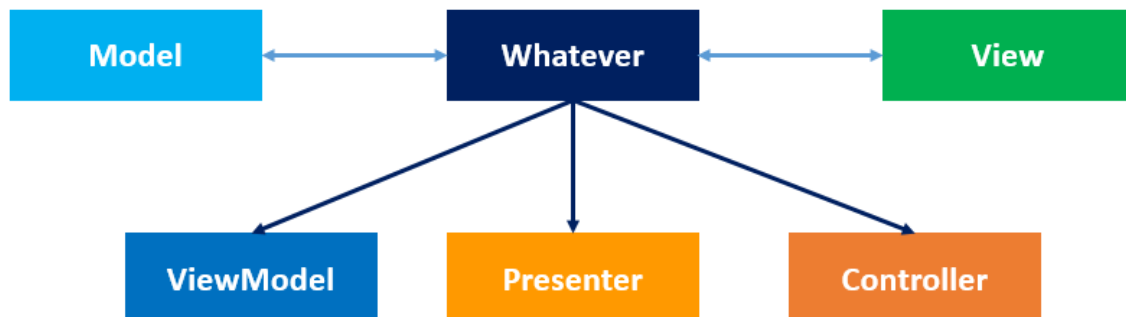 Model
Whatever
View
ViewModel
Presenter
Controller